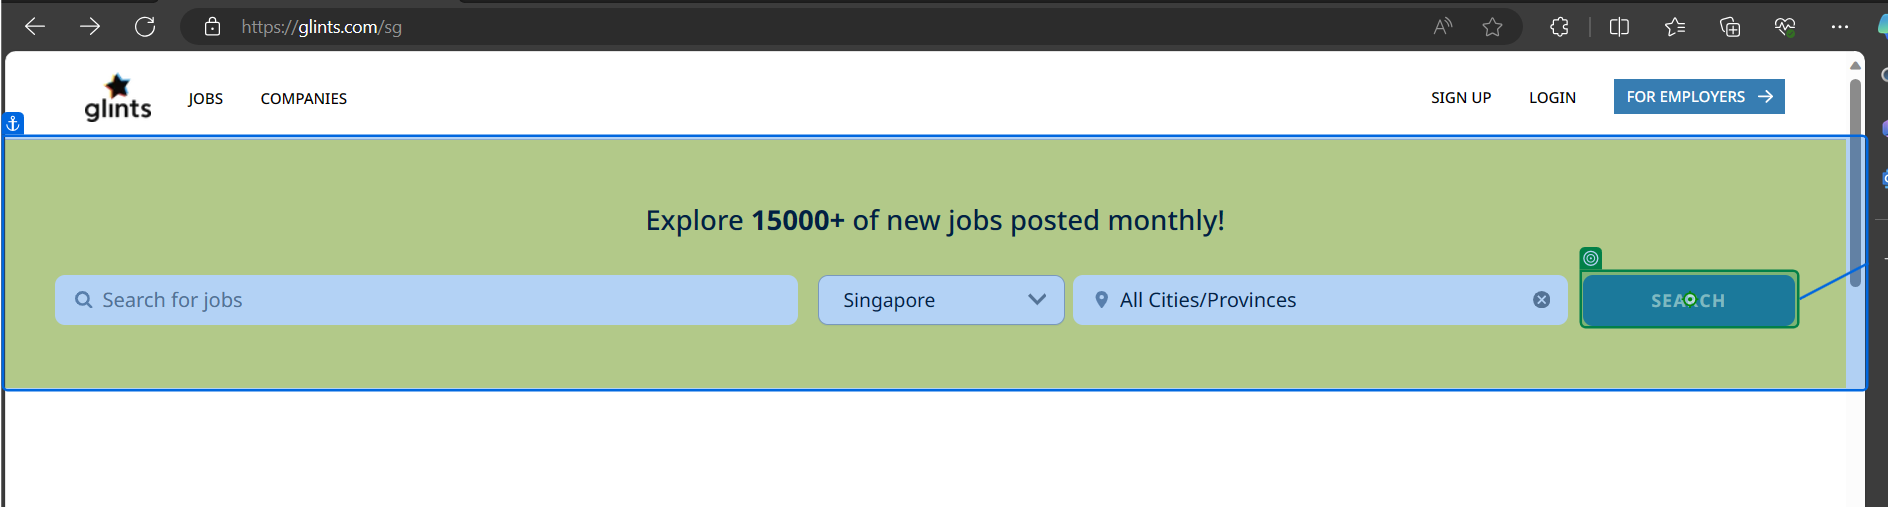 https://glints.com/sg
glints
JOBS
COMPANIES
SIGN UP
LOGIN
FOR EMPLOYERS
Explore 15000+ of new jobs posted monthly!
Search for jobs
Singapore
All Cities/Provinces
SEARCH